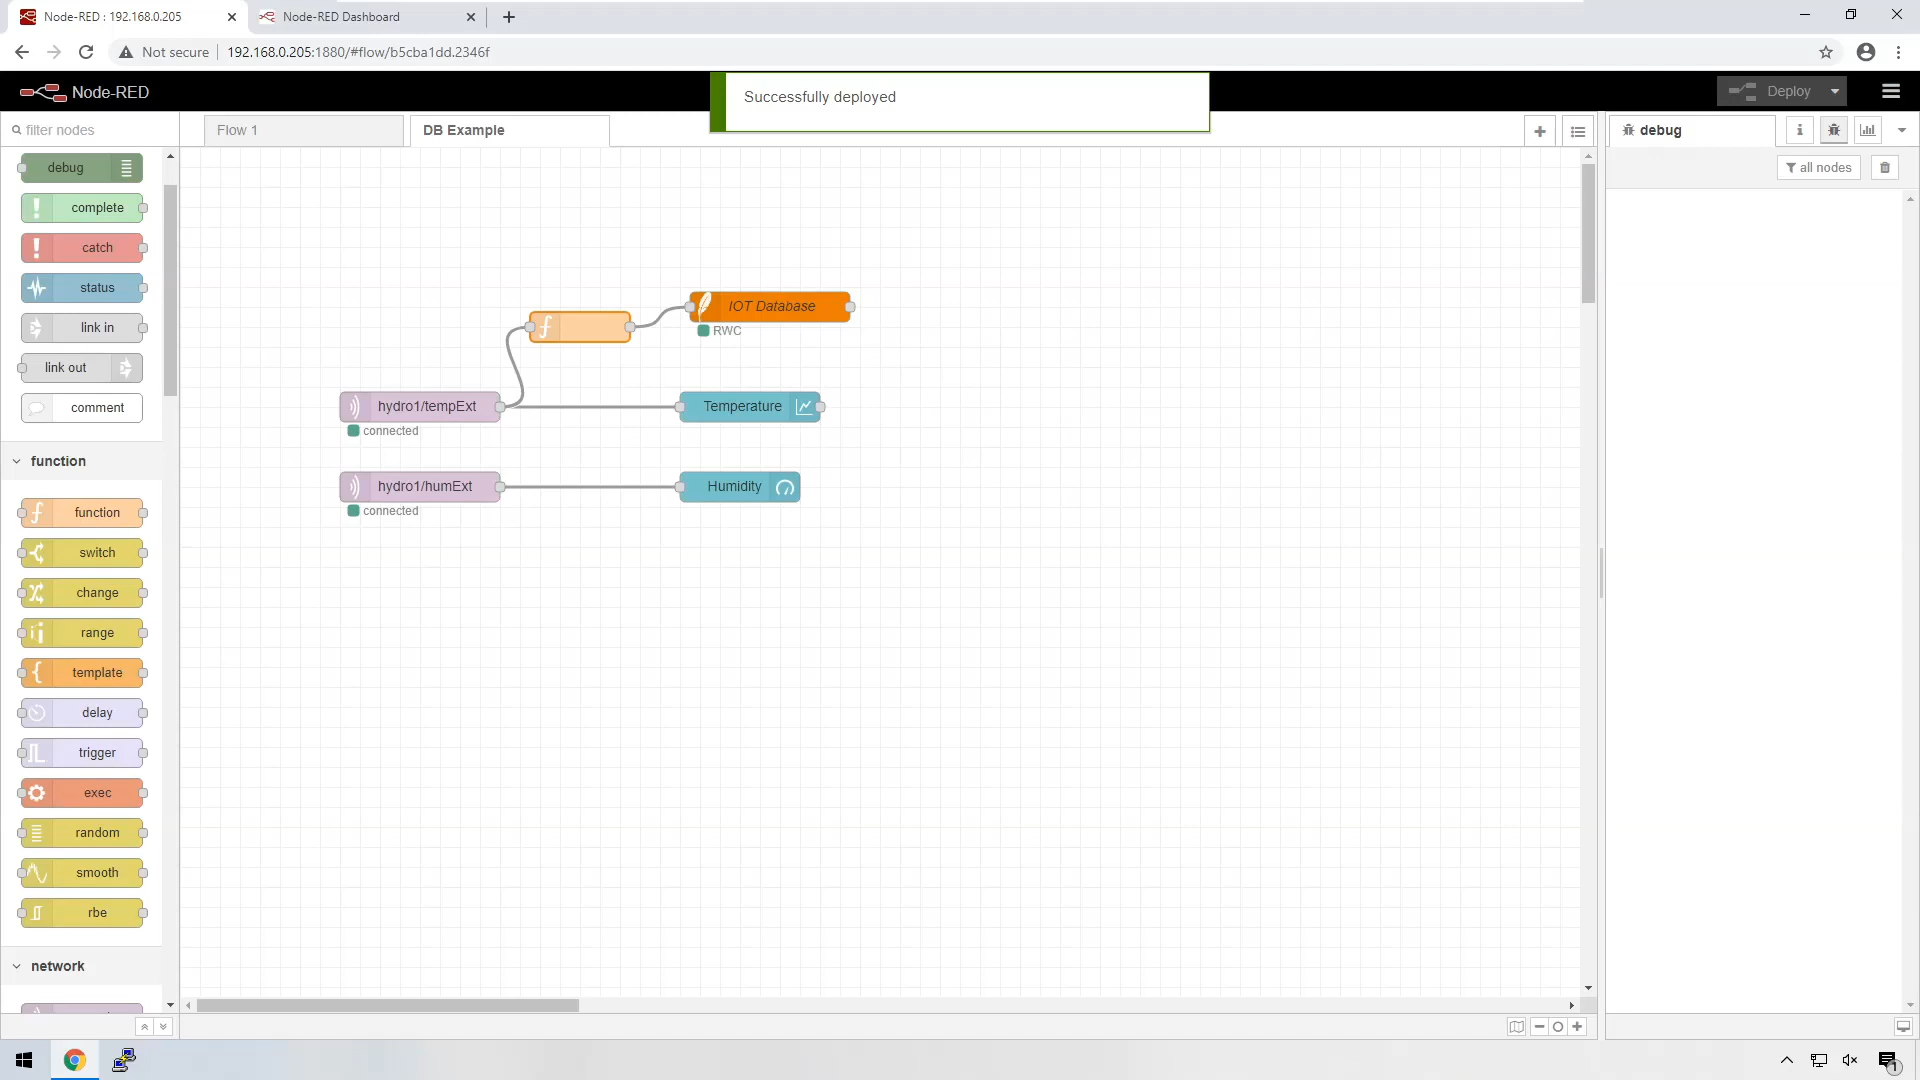 Node-RED : 192.168.0.205
Node-RED Dashboard
Not secure
192.168.0.205:1880/#flow/b5cba1dd.2346f
Node-RED
Successfully deployed
Deploy
filter nodes
Flow 1
DB Example
debug
all nodes
debug
complete
catch
status
link in
link out
comment
function
function
switch
change
range
template
delay
trigger
exec
random
smooth
rbe
network
IOT Database
RWC
hydro1/tempExt
connected
Temperature
hydro1/humExt
connected
Humidity
1